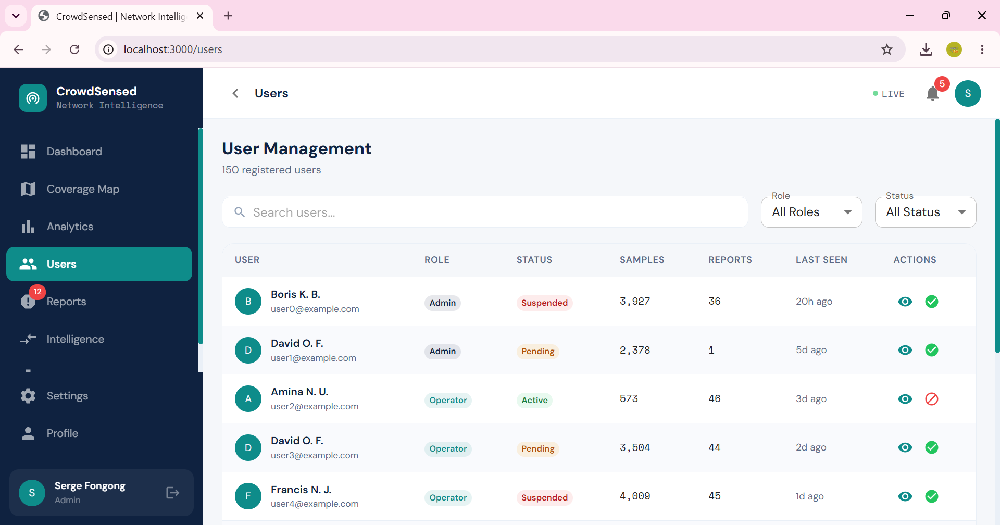 CrowdSensed | Network Intellig
localhost:3000/users
CrowdSensed
Network Intelligence
Users
LIVE
5
S
Dashboard
Coverage Map
Analytics
Users
12
Reports
Intelligence
Settings
Profile
S
Serge Fongong
Admin
User Management
150 registered users
Search users...
Role
All Roles
Status
All Status
USER ROLE STATUS SAMPLES REPORTS LAST SEEN ACTIONS
B
Boris K. B.
user0@example.com
Admin Suspended 3,927 36 20h ago
D
David O. F.
user1@example.com
Admin Pending 2,378 1 5d ago
A
Amina N. U.
user2@example.com
Operator Active 573 46 3d ago
D
David O. F.
user3@example.com
Operator Pending 3,504 44 2d ago
F
Francis N. J.
user4@example.com
Operator Suspended 4,009 45 1d ago